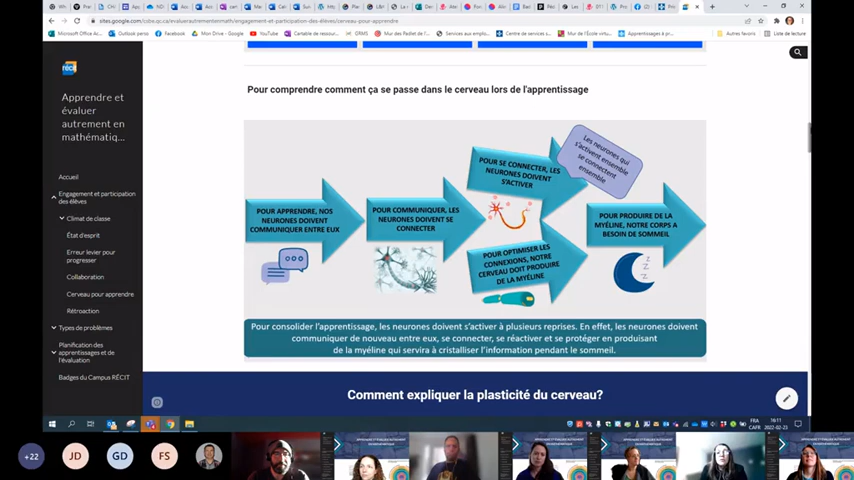 sites.google.com/csbe.qc.ca/evaluerautrementenmath/engagement-et-participation-des-élèves/cerveau-pour-apprendre
Microsoft Office Ho...
Outlook perso
Facebook
Mon Drive
YouTube
Cartable de ressour...
GRMS
Mur des Padlet de l...
Services aux emplo...
Centre de services s...
Mur de l'École virtu...
Apprentissages à pr...
Autres favoris
Liste de lecture
récit
Apprendre et
évaluer
autrement en
mathématiq...
Accueil
Engagement et participation
des élèves
Climat de classe
État d'esprit
Erreur levier pour
progresser
Collaboration
Cerveau pour apprendre
Rétroaction
Types de problèmes
Planification des
apprentissages et de
l'évaluation
Badges du Campus RÉCIT
Pour comprendre comment ça se passe dans le cerveau lors de l'apprentissage
POUR APPRENDRE, NOS
NEURONES DOIVENT
COMMUNIQUER ENTRE EUX
POUR COMMUNIQUER, LES
NEURONES DOIVENT SE
CONNECTER
POUR SE CONNECTER, LES
NEURONES DOIVENT
S'ACTIVER
Les neurones qui
s'activent ensemble
se connectent
ensemble
POUR OPTIMISER LES
CONNEXIONS, NOTRE
CERVEAU DOIT PRODUIRE
DE LA MYÉLINE
POUR PRODUIRE DE LA
MYÉLINE, NOTRE CORPS A
BESOIN DE SOMMEIL
Z
Z
Z
Pour consolider l'apprentissage, les neurones doivent s'activer à plusieurs reprises. En effet, les neurones doivent
communiquer de nouveau entre eux, se connecter, se réactiver et se protéger en produisant
de la myéline qui servira à cristalliser l'information pendant le sommeil.
Comment expliquer la plasticité du cerveau?
FRA
CAFR
16:11
2022-02-23
+22
JD
GD
FS